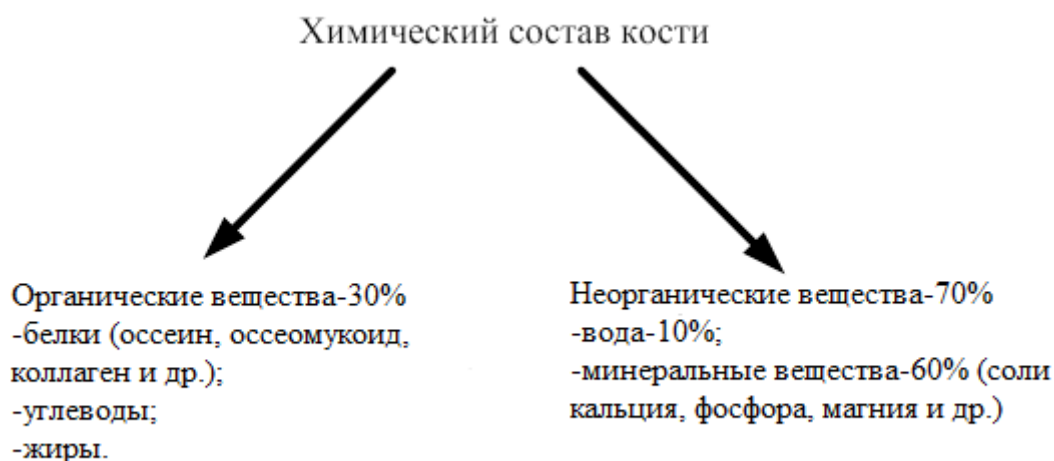 Химический состав кости
Органические вещества-30%
-белки (оссеин, оссеомукоид,
коллаген и др.);
-углеводы;
-жиры.
Неорганические вещества-70%
-вода-10%;
-минеральные вещества-60% (соли
кальция, фосфора, магния и др.)